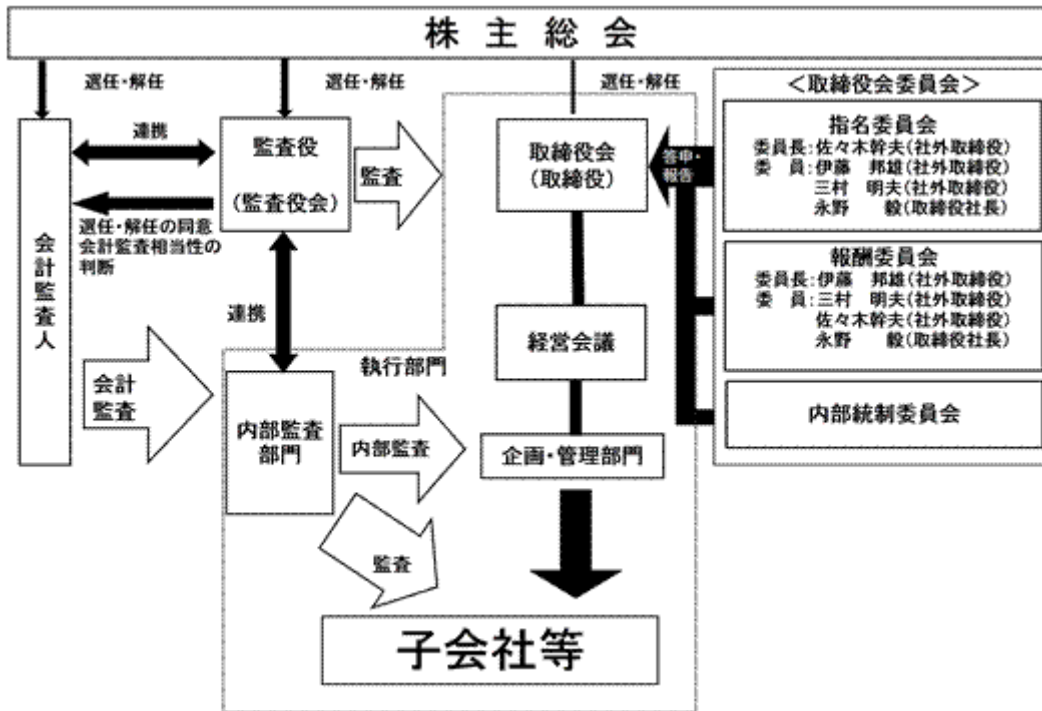 株主総会
選任・解任
選任・解任
選任・解任
<取締役会委員会>
指名委員会
委員長:佐々木幹夫(社外取締役)
委　員:伊藤　邦雄(社外取締役)
三村　明夫(社外取締役)
永野　　毅(取締役社長)
報酬委員会
委員長:伊藤　邦雄(社外取締役)
委　員:三村　明夫(社外取締役)
佐々木幹夫(社外取締役)
永野　　毅(取締役社長)
内部統制委員会
答申・
報告
会計監査人
連携
監査役
(監査役会)
監査
取締役会
(取締役)
選任・解任の同意
会計監査相当性の
判断
連携
執行部門
経営会議
会計
監査
内部監査
部門
内部監査
企画・管理部門
監査
子会社等